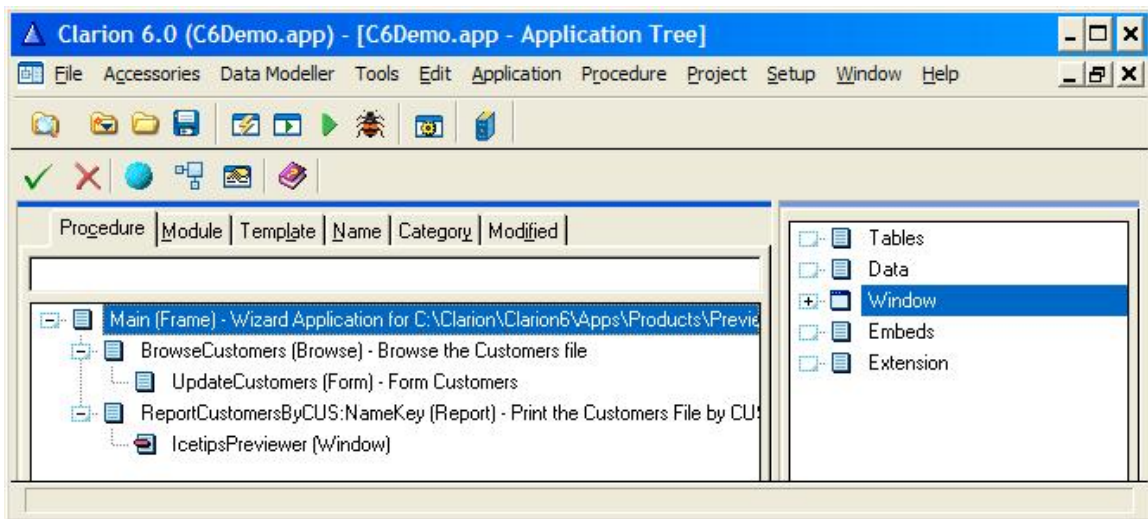 Clarion 6.0 (C6Demo.app) - [C6Demo.app - Application Tree]
File Accessories Data Modeller Tools Edit Application Procedure Project Setup Window Help
Procedure Module Template Name Category Modified
Main (Frame) - Wizard Application for C:\Clarion\Clarion6\Apps\Products\Previe
BrowseCustomers (Browse) - Browse the Customers file
UpdateCustomers (Form) - Form Customers
ReportCustomersByCUS:NameKey (Report) - Print the Customers File by CU
IcetipsPreviewer (Window)
Tables
Data
Window
Embeds
Extension